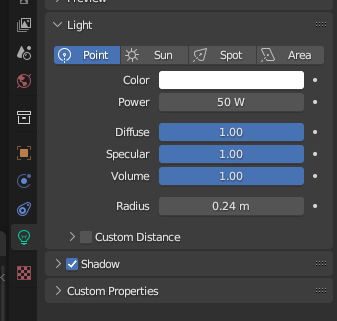 Preview
Light
Point Sun Spot Area
Color
Power 50 W
Diffuse 1.00
Specular 1.00
Volume 1.00
Radius 0.24 m
Custom Distance
Shadow
Custom Properties